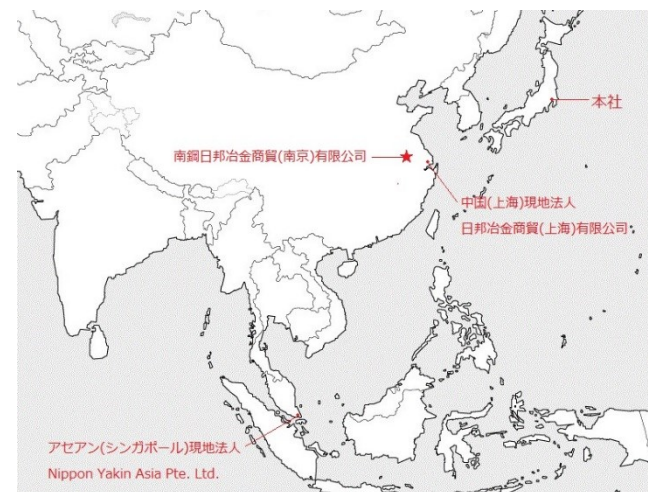 本社
南鋼日邦冶金商貿(南京)有限公司
中国(上海)現地法人
日邦冶金商貿(上海)有限公司
アセアン(シンガポール)現地法人
Nippon Yakin Asia Pte. Ltd.